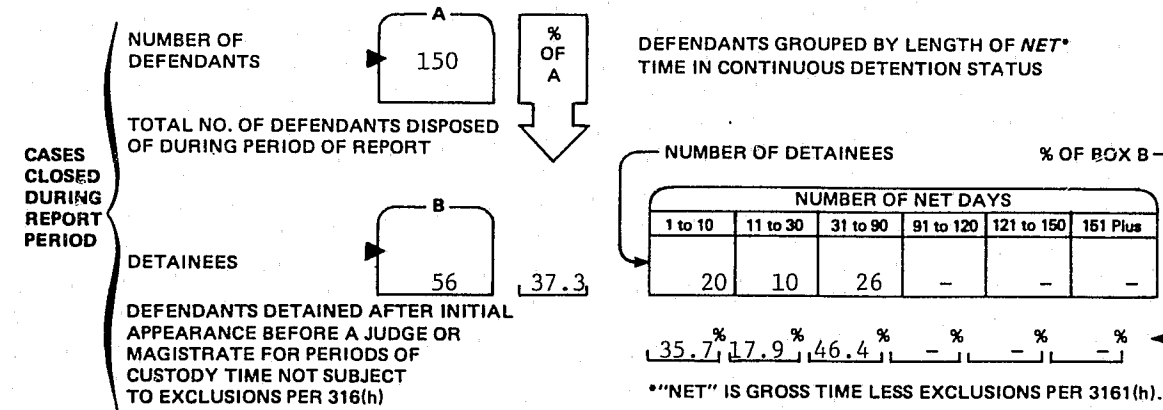 CASES
CLOSED
DURING
REPORT
PERIOD
NUMBER OF
DEFENDANTS
A
150
% 
OF
A
TOTAL NO. OF DEFENDANTS DISPOSED
OF DURING PERIOD OF REPORT
DETAINEES
B
56
37.3
DEFENDANTS DETAINED AFTER INITIAL
APPEARANCE BEFORE A JUDGE OR
MAGISTRATE FOR PERIODS OF
CUSTODY TIME NOT SUBJECT
TO EXCLUSIONS PER 316(h)
DEFENDANTS GROUPED BY LENGTH OF NET*
TIME IN CONTINUOUS DETENTION STATUS
NUMBER OF DETAINEES % OF BOX B
NUMBER OF NET DAYS
1 to 10 11 to 30 31 to 90 91 to 120 121 to 150 151 Plus
20 10 26 – – –
35.7% 17.9% 46.4% –% –% –%
*"NET" IS GROSS TIME LESS EXCLUSIONS PER 3161(h).